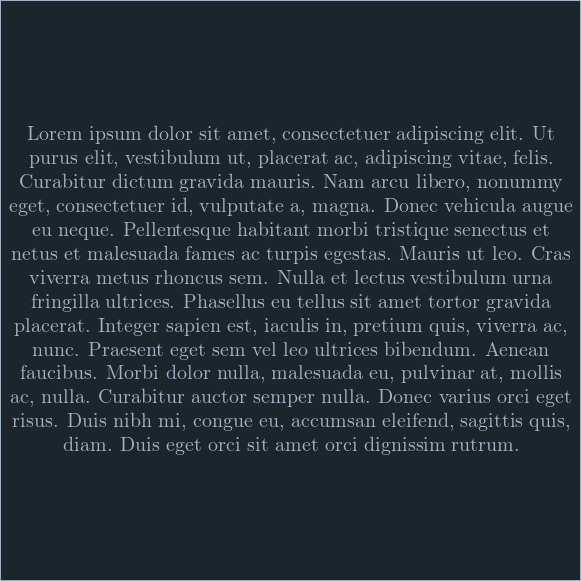 Lorem ipsum dolor sit amet, consectetuer adipiscing elit. Ut
purus elit, vestibulum ut, placerat ac, adipiscing vitae, felis.
Curabitur dictum gravida mauris. Nam arcu libero, nonummy
eget, consectetuer id, vulputate a, magna. Donec vehicula augue
eu neque. Pellentesque habitant morbi tristique senectus et
netus et malesuada fames ac turpis egestas. Mauris ut leo. Cras
viverra metus rhoncus sem. Nulla et lectus vestibulum urna
fringilla ultrices. Phasellus eu tellus sit amet tortor gravida
placerat. Integer sapien est, iaculis in, pretium quis, viverra ac,
nunc. Praesent eget sem vel leo ultrices bibendum. Aenean
faucibus. Morbi dolor nulla, malesuada eu, pulvinar at, mollis
ac, nulla. Curabitur auctor semper nulla. Donec varius orci eget
risus. Duis nibh mi, congue eu, accumsan eleifend, sagittis quis,
diam. Duis eget orci sit amet orci dignissim rutrum.